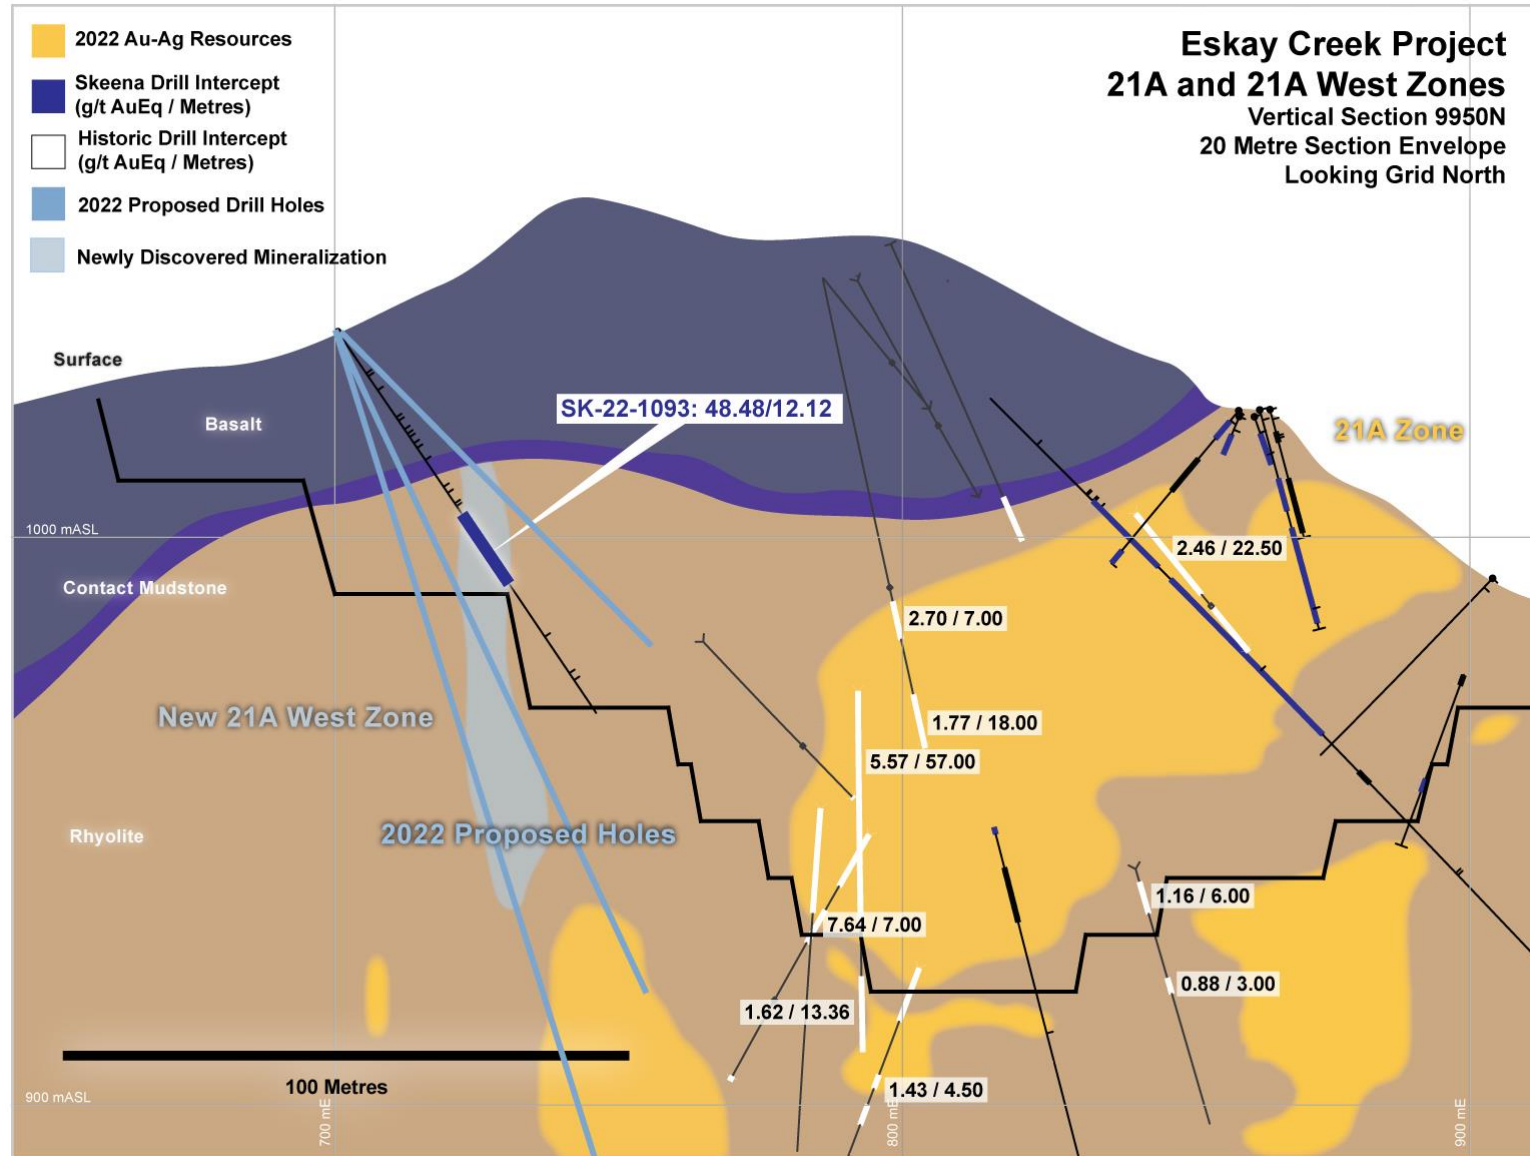 2022 Au-Ag Resources
Skeena Drill Intercept
(g/t AuEq / Metres)
Historic Drill Intercept
(g/t AuEq / Metres)
2022 Proposed Drill Holes
Newly Discovered Mineralization
Eskay Creek Project
21A and 21A West Zones
Vertical Section 9950N
20 Metre Section Envelope
Looking Grid North
Surface
Basalt
SK-22-1093: 48.48/12.12
21A Zone
1000 mASL
2.46 / 22.50
Contact Mudstone
2.70 / 7.00
New 21A West Zone
1.77 / 18.00
5.57 / 57.00
Rhyolite
2022 Proposed Holes
1.16 / 6.00
7.64 / 7.00
0.88 / 3.00
1.62 / 13.36
100 Metres
1.43 / 4.50
900 mASL
700 mE
800 mE
900 mE